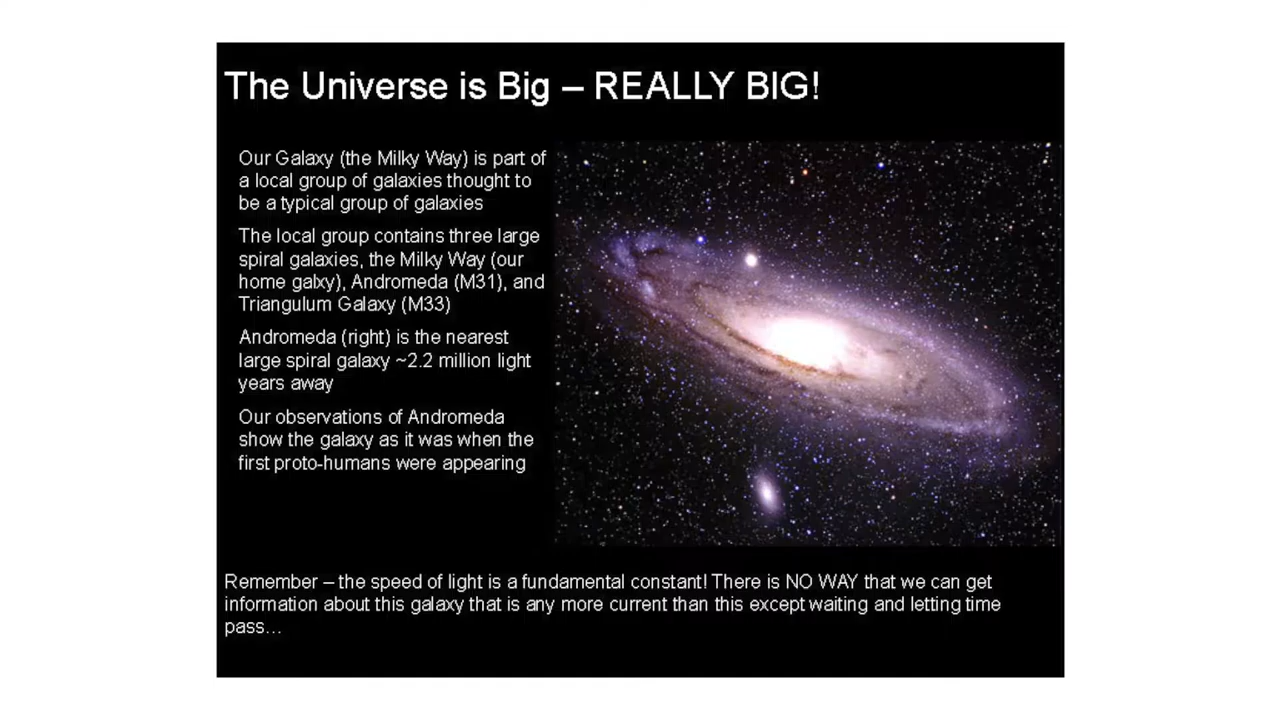 The Universe is Big – REALLY BIG!
Our Galaxy (the Milky Way) is part of
a local group of galaxies thought to
be a typical group of galaxies
The local group contains three large
spiral galaxies, the Milky Way (our
home galxy), Andromeda (M31), and
Triangulum Galaxy (M33)
Andromeda (right) is the nearest
large spiral galaxy ~2.2 million light
years away
Our observations of Andromeda
show the galaxy as it was when the
first proto-humans were appearing
Remember – the speed of light is a fundamental constant! There is NO WAY that we can get
information about this galaxy that is any more current than this except waiting and letting time
pass…